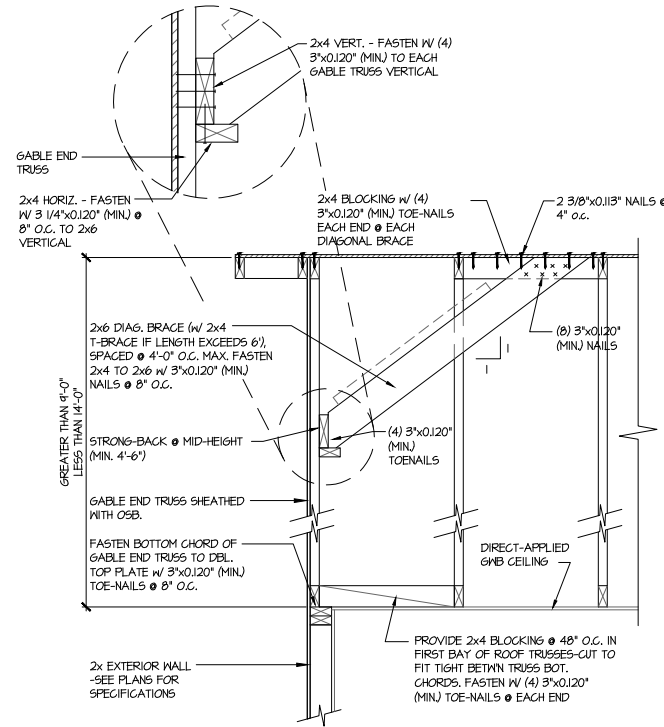 2x4 VERT. - FASTEN W/ (4)
3"x0.120" (MIN.) TO EACH
GABLE TRUSS VERTICAL
GABLE END
TRUSS
2x4 HORIZ. - FASTEN
W/ 3 1/4"x0.120" (MIN.) @
8" O.C. TO 2x6
VERTICAL
2x4 BLOCKING w/ (4)
3"x0.120" (MIN.) TOE-NAILS
EACH END @ EACH
DIAGONAL BRACE
2 3/8"x0.113" NAILS @
4" o.c.
2x6 DIAG. BRACE (w/ 2x4
T-BRACE IF LENGTH EXCEEDS 6'),
SPACED @ 4'-0" O.C. MAX. FASTEN
2x4 TO 2x6 w/ 3"x0.120" (MIN.)
NAILS @ 8" O.C.
(8) 3"x0.120"
(MIN.) NAILS
1
1
GREATER THAN 9'-0"
LESS THAN 14'-0"
STRONG-BACK @ MID-HEIGHT
(MIN. 4'-6")
(4) 3"x0.120"
(MIN.)
TOENAILS
GABLE END TRUSS SHEATHED
WITH OSB.
FASTEN BOTTOM CHORD OF
GABLE END TRUSS TO DBL.
TOP PLATE w/ 3"x0.120" (MIN.)
TOE-NAILS @ 8" O.C.
DIRECT-APPLIED
GWB CEILING
2x EXTERIOR WALL
-SEE PLANS FOR
SPECIFICATIONS
PROVIDE 2x4 BLOCKING @ 48" O.C. IN
FIRST BAY OF ROOF TRUSSES-CUT TO
FIT TIGHT BETW'N TRUSS BOT.
CHORDS. FASTEN W/ (4) 3"x0.120"
(MIN.) TOE-NAILS @ EACH END